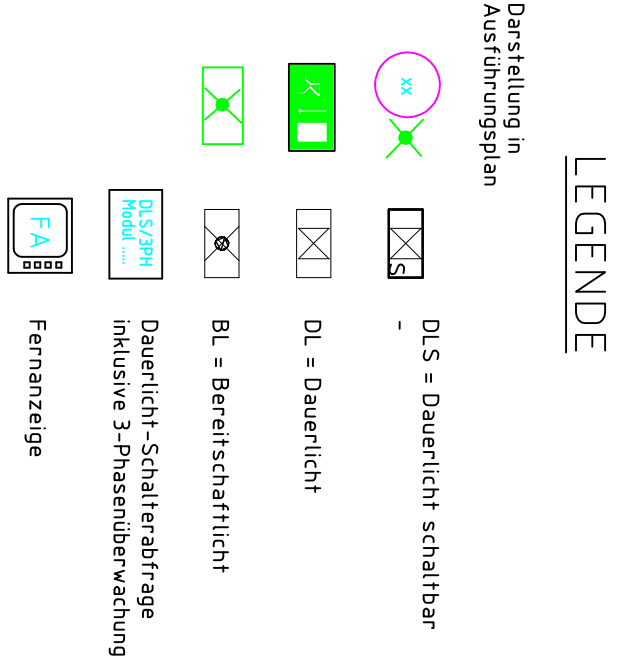 LEGENDE
Darstellung in
Ausführungsplan
xx
S
DLS = Dauerlicht schaltbar
-
DL = Dauerlicht
BL = Bereitschaftlicht
DLS/3PH
Modul .....
Dauerlicht-Schalterabfrage
inklusive 3-Phasenüberwachung
FA
Fernanzeige